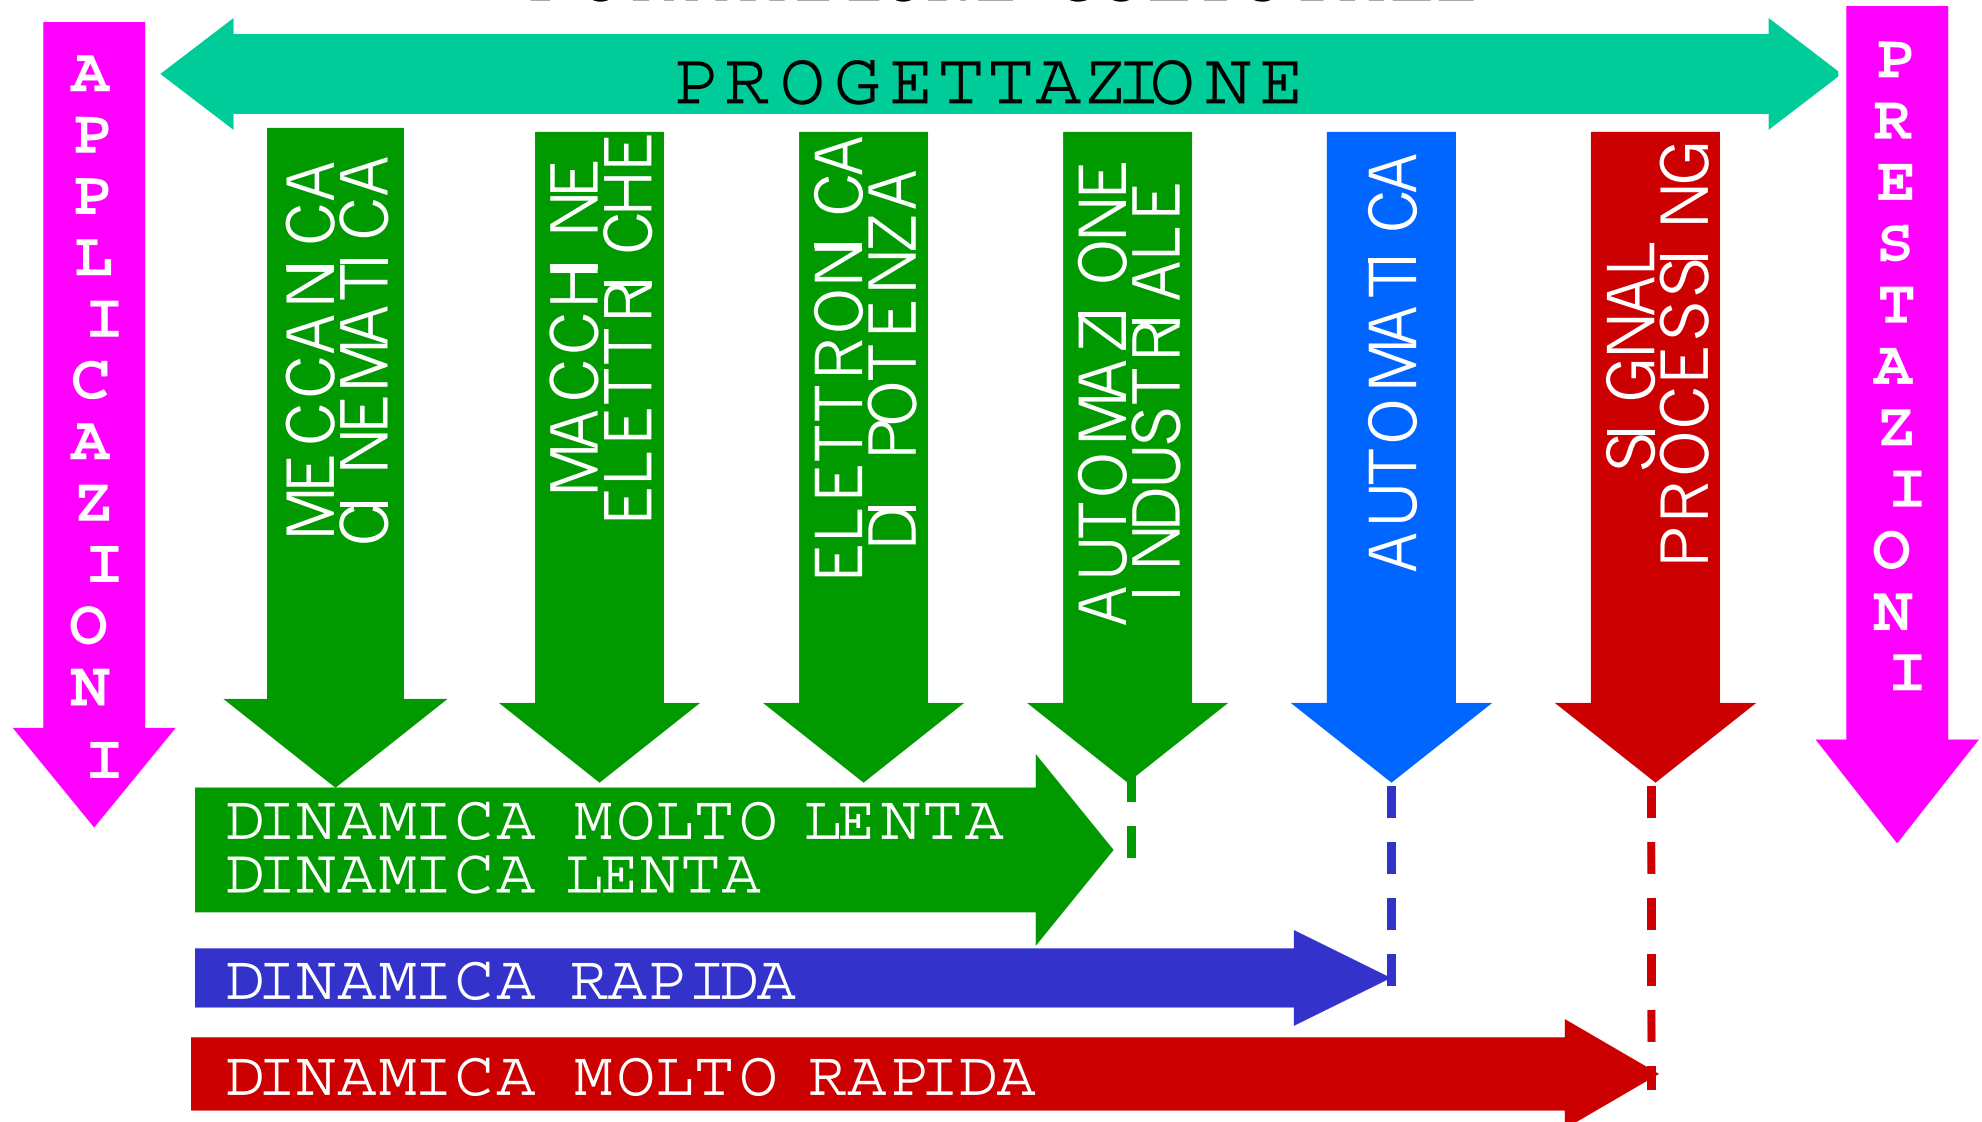 PROGETTAZIONE
APPLICAZIONI
MECCANICA
CINEMATICA
MACCHINE
ELETTRICHE
ELETTRONICA
DI POTENZA
AUTOMAZIONE
INDUSTRIALE
AUTOMATICA
SIGNAL
PROCESSING
PRESTAZIONI
DINAMICA MOLTO LENTA
DINAMICA LENTA
DINAMICA RAPIDA
DINAMICA MOLTO RAPIDA